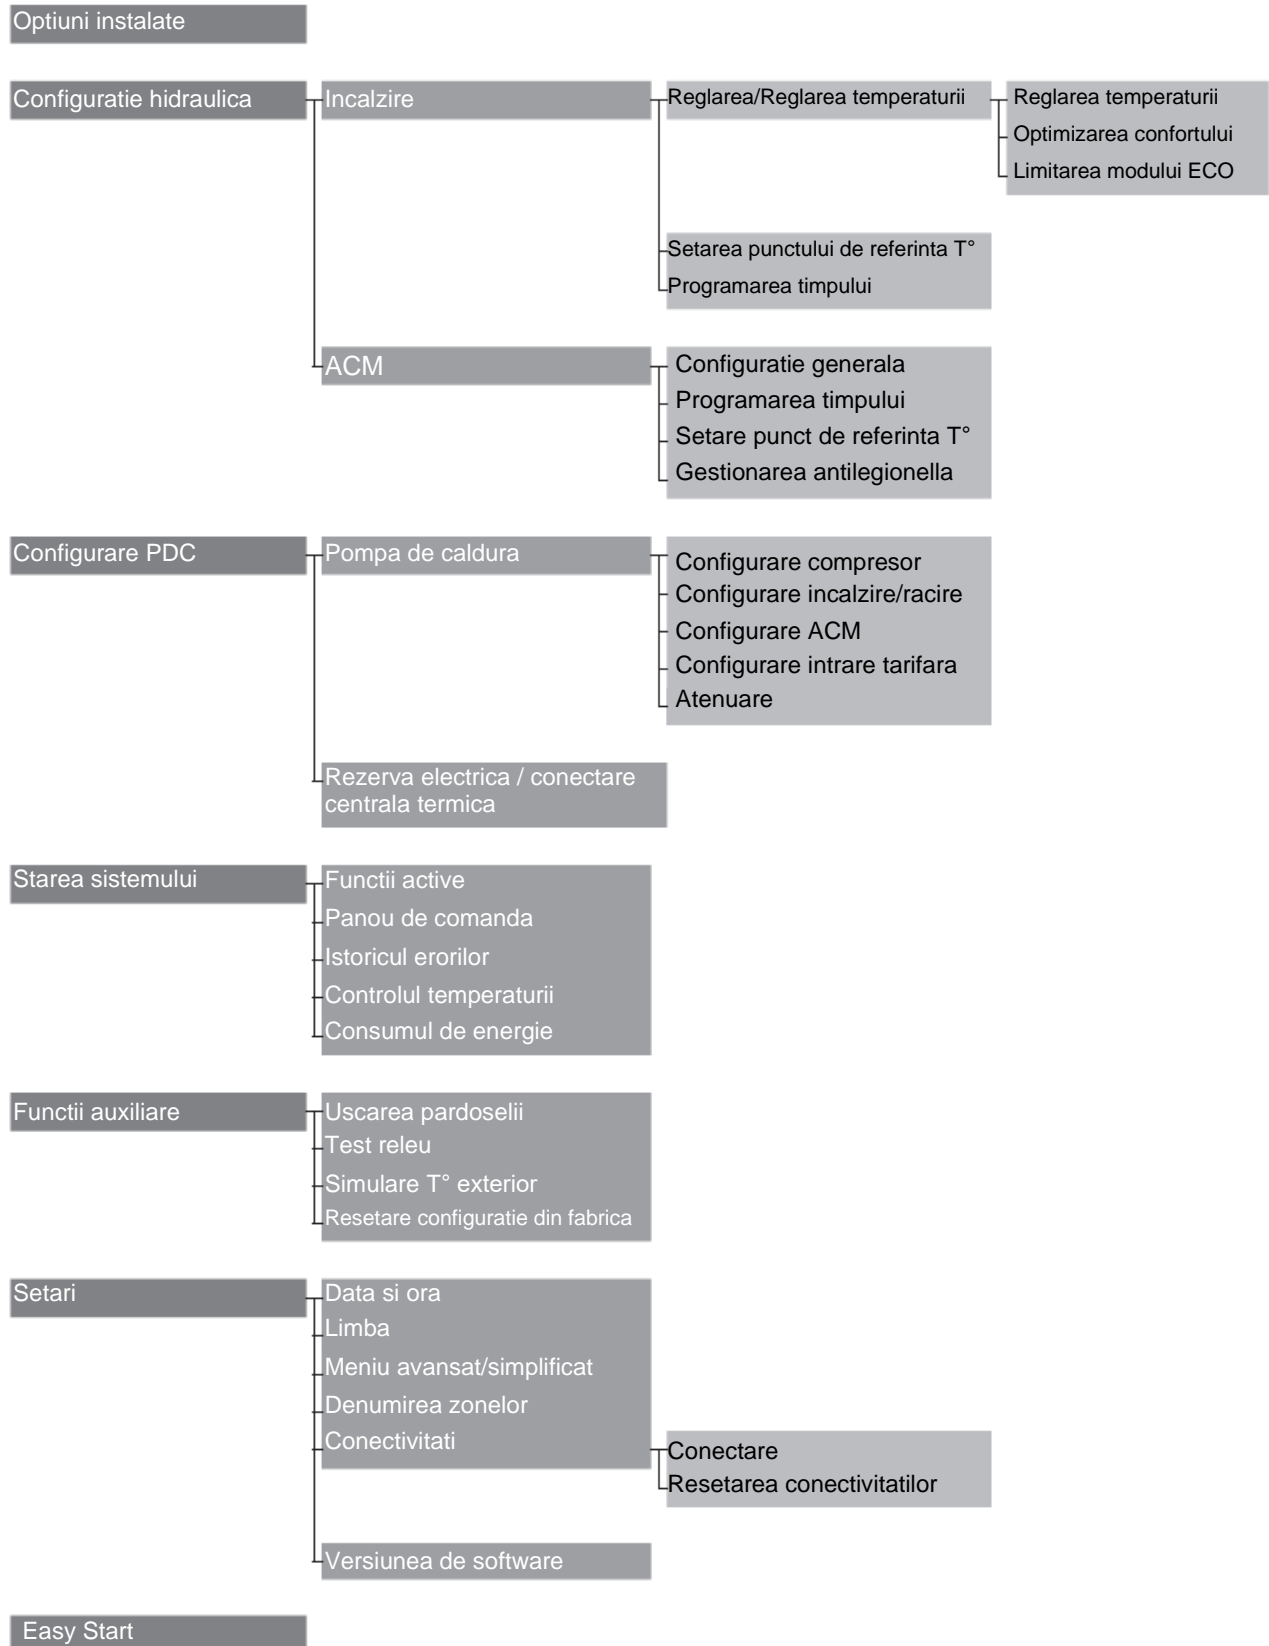 Optiuni instalate
Configuratie hidraulica
Incalzire
Reglarea/Reglarea temperaturii
Reglarea temperaturii
Optimizarea confortului
Limitarea modului ECO
Setarea punctului de referinta T°
Programarea timpului
ACM
Configuratie generala
Programarea timpului
Setare punct de referinta T°
Gestionarea antilegionella
Configurare PDC
Pompa de caldura
Configurare compresor
Configurare incalzire/racire
Configurare ACM
Configurare intrare tarifara
Atenuare
Rezerva electrica / conectare
centrala termica
Starea sistemului
Functii active
Panou de comanda
Istoricul erorilor
Controlul temperaturii
Consumul de energie
Functii auxiliare
Uscarea pardoselii
Test releu
Simulare T° exterior
Resetare configuratie din fabrica
Setari
Data si ora
Limba
Meniu avansat/simplificat
Denumirea zonelor
Conectivitati
Conectare
Resetarea conectivitatilor
Versiunea de software
Easy Start